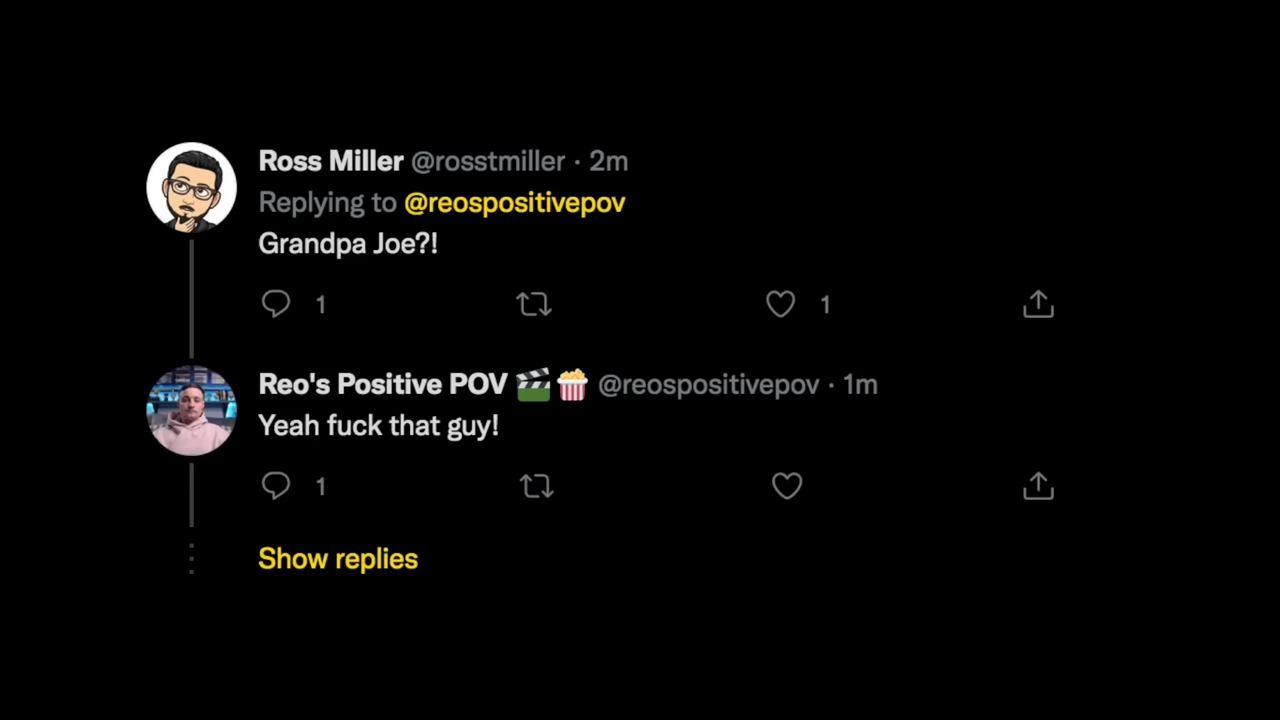 Ross Miller @rosstmiller · 2m
Replying to @reospositivepov
Grandpa Joe?!
1 1
Reo's Positive POV 🎬🍿 @reospositivepov · 1m
Yeah fuck that guy!
1
Show replies